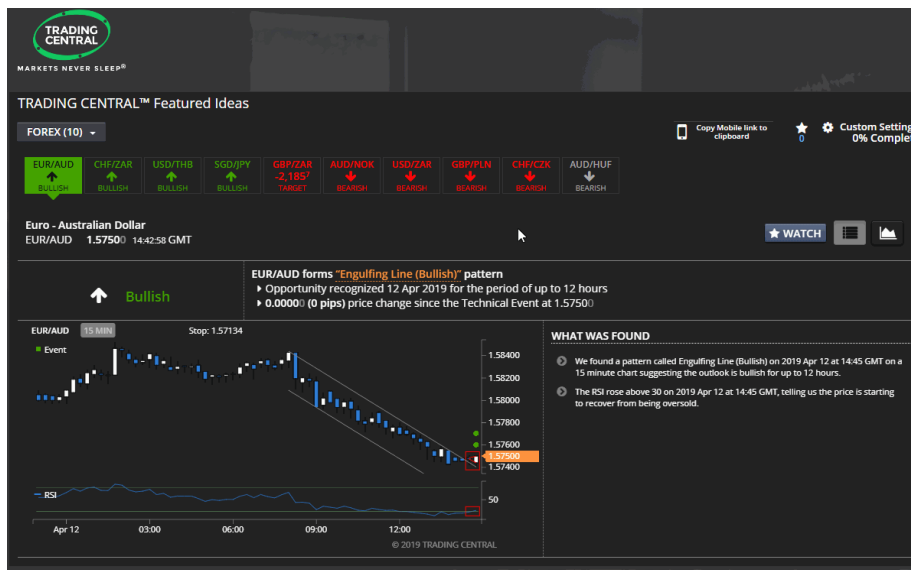 TRADING
CENTRAL
MARKETS NEVER SLEEP®
TRADING CENTRAL™ Featured Ideas
FOREX (10)
Copy Mobile link to
clipboard
0
Custom Setting
0% Complet
EUR/AUD
BULLISH
CHF/ZAR
BULLISH
USD/THB
BULLISH
SGD/JPY
BULLISH
GBP/ZAR
-2,185⁷
TARGET
AUD/NOK
BEARISH
USD/ZAR
BEARISH
GBP/PLN
BEARISH
CHF/CZK
BEARISH
AUD/HUF
BEARISH
Euro - Australian Dollar
EUR/AUD 1.57500 14:42:58 GMT
WATCH
Bullish
EUR/AUD forms "Engulfing Line (Bullish)" pattern
Opportunity recognized 12 Apr 2019 for the period of up to 12 hours
0.00000 (0 pips) price change since the Technical Event at 1.57500
EUR/AUD 15 MIN Stop: 1.57134
Event
1.58400
1.58200
1.58000
1.57800
1.57600
1.57500
1.57400
RSI
50
Apr 12 03:00 06:00 09:00 12:00
© 2019 TRADING CENTRAL
WHAT WAS FOUND
We found a pattern called Engulfing Line (Bullish) on 2019 Apr 12 at 14:45 GMT on a
15 minute chart suggesting the outlook is bullish for up to 12 hours.
The RSI rose above 30 on 2019 Apr 12 at 14:45 GMT, telling us the price is starting
to recover from being oversold.